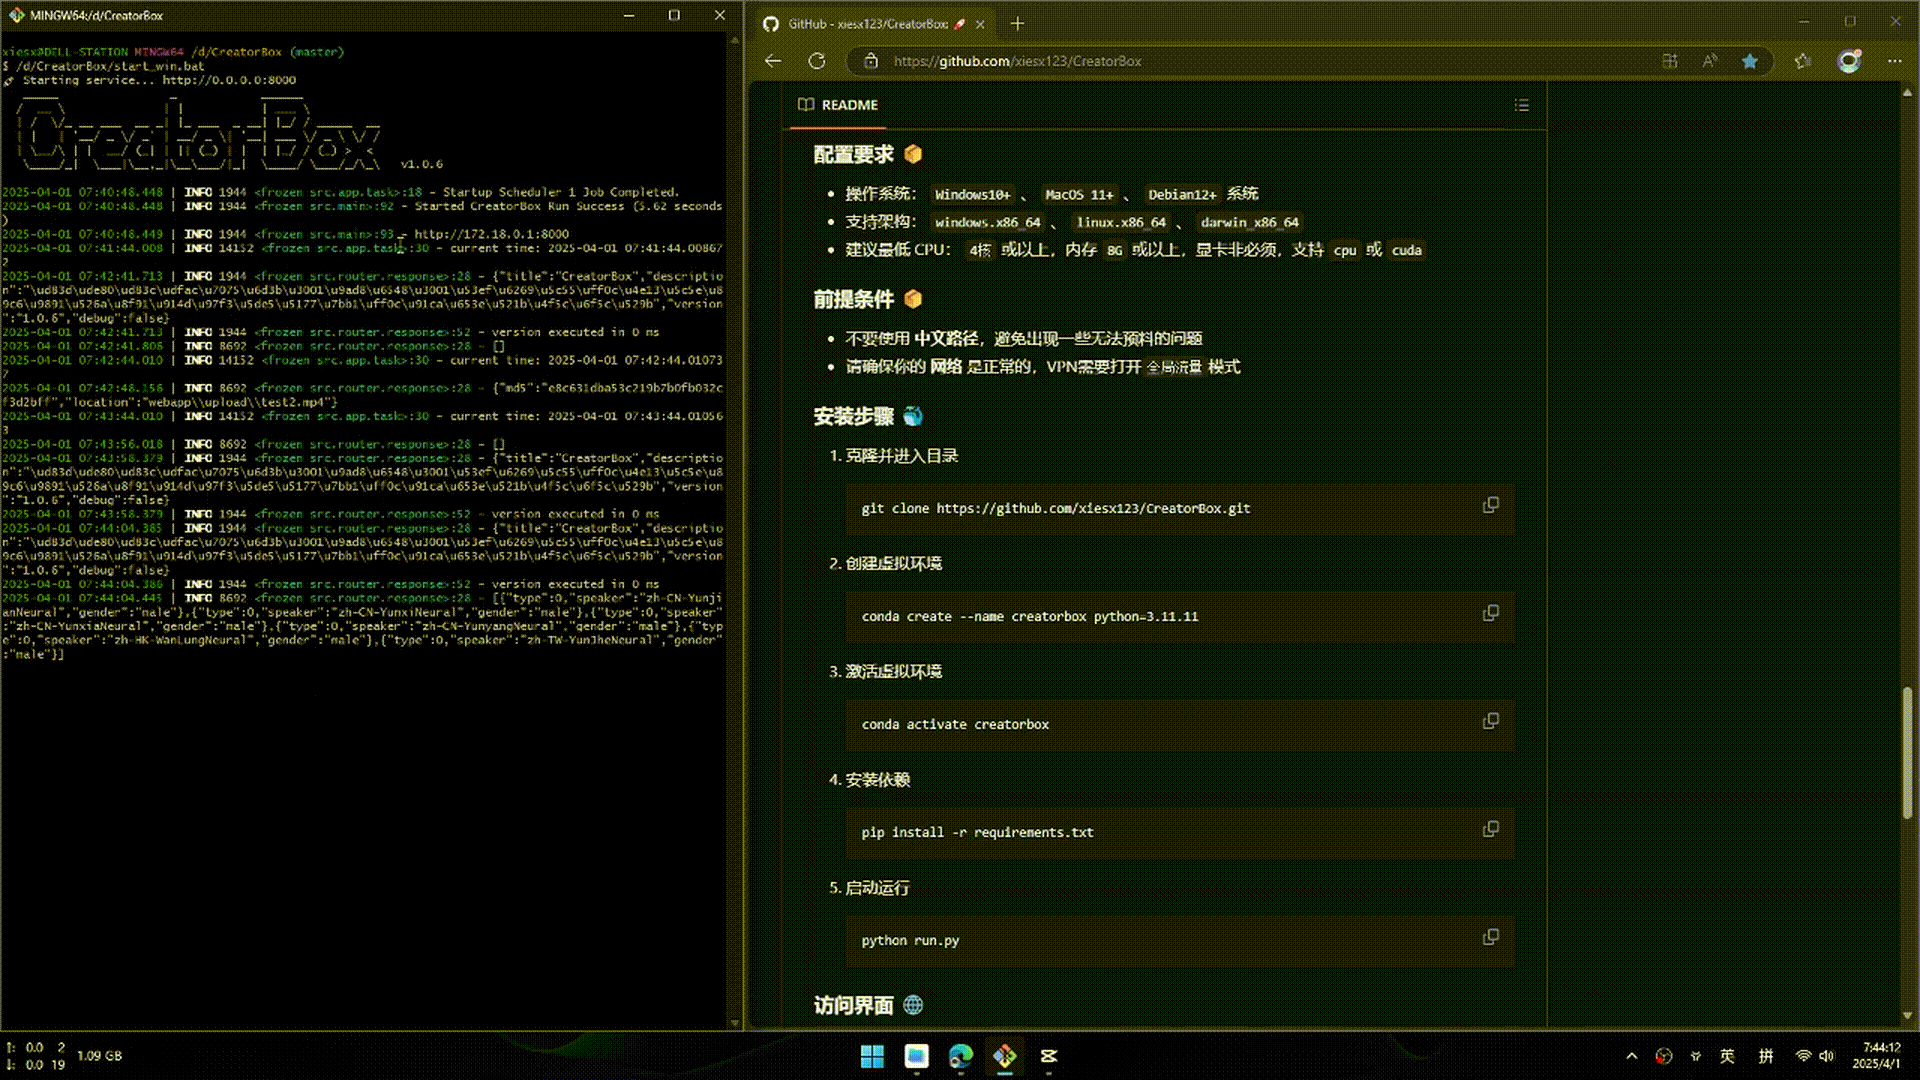 MINGW64:/d/CreatorBox
xiesx@DELL-STATION MINGW64 /d/CreatorBox (master)
$ /d/CreatorBox/start_win.bat
🚀 Starting service... http://0.0.0.0:8000
CreatorBox v1.0.6
2025-04-01 07:40:48.448 | INFO 1944 <frozen src.app.task>:18 - Startup Scheduler 1 Job Completed.
2025-04-01 07:40:48.448 | INFO 1944 <frozen src.main>:92 - Started CreatorBox Run Success (5.62 seconds
)
2025-04-01 07:40:48.449 | INFO 1944 <frozen src.main>:93 - http://172.18.0.1:8000
2025-04-01 07:41:44.008 | INFO 14152 <frozen src.app.task>:30 - current time: 2025-04-01 07:41:44.00867
2
2025-04-01 07:42:41.713 | INFO 1944 <frozen src.router.response>:28 - {"title":"CreatorBox","descriptio
n":"\ud83d\ude80\ud83c\udfac\u7075\u6d3b\u3001\u9ad8\u6548\u3001\u53ef\u6269\u5c55\uff0c\u4e13\u5c5e\u8
9c6\u9891\u526a\u8f91\u914d\u97f3\u5de5\u5177\u7bb1\uff0c\u91ca\u653e\u521b\u4f5c\u6f5c\u529b","version
":"1.0.6","debug":false}
2025-04-01 07:42:41.713 | INFO 1944 <frozen src.router.response>:52 - version executed in 0 ms
2025-04-01 07:42:41.806 | INFO 8692 <frozen src.router.response>:28 - []
2025-04-01 07:42:44.010 | INFO 14152 <frozen src.app.task>:30 - current time: 2025-04-01 07:42:44.01073
7
2025-04-01 07:42:48.156 | INFO 8692 <frozen src.router.response>:28 - {"md5":"e8c631dba53c219b7b0fb032c
f3d2bff","location":"webapp\\upload\\test2.mp4"}
2025-04-01 07:43:44.010 | INFO 14152 <frozen src.app.task>:30 - current time: 2025-04-01 07:43:44.01056
3
2025-04-01 07:43:56.018 | INFO 8692 <frozen src.router.response>:28 - []
2025-04-01 07:43:58.379 | INFO 1944 <frozen src.router.response>:28 - {"title":"CreatorBox","descriptio
n":"\ud83d\ude80\ud83c\udfac\u7075\u6d3b\u3001\u9ad8\u6548\u3001\u53ef\u6269\u5c55\uff0c\u4e13\u5c5e\u8
9c6\u9891\u526a\u8f91\u914d\u97f3\u5de5\u5177\u7bb1\uff0c\u91ca\u653e\u521b\u4f5c\u6f5c\u529b","version
":"1.0.6","debug":false}
2025-04-01 07:43:58.379 | INFO 1944 <frozen src.router.response>:52 - version executed in 0 ms
2025-04-01 07:44:04.385 | INFO 1944 <frozen src.router.response>:28 - {"title":"CreatorBox","descriptio
n":"\ud83d\ude80\ud83c\udfac\u7075\u6d3b\u3001\u9ad8\u6548\u3001\u53ef\u6269\u5c55\uff0c\u4e13\u5c5e\u8
9c6\u9891\u526a\u8f91\u914d\u97f3\u5de5\u5177\u7bb1\uff0c\u91ca\u653e\u521b\u4f5c\u6f5c\u529b","version
":"1.0.6","debug":false}
2025-04-01 07:44:04.386 | INFO 1944 <frozen src.router.response>:52 - version executed in 0 ms
2025-04-01 07:44:04.445 | INFO 8692 <frozen src.router.response>:28 - [{"type":0,"speaker":"zh-CN-Yunji
anNeural","gender":"male"},{"type":0,"speaker":"zh-CN-YunxiNeural","gender":"male"},{"type":0,"speaker"
:"zh-CN-YunxiaNeural","gender":"male"},{"type":0,"speaker":"zh-CN-YunyangNeural","gender":"male"},{"typ
e":0,"speaker":"zh-HK-WanLungNeural","gender":"male"},{"type":0,"speaker":"zh-TW-YunJheNeural","gender"
:"male"}]
GitHub - xiesx123/CreatorBox: 🚀
https://github.com/xiesx123/CreatorBox
README
配置要求 📦
• 操作系统： Windows10+ 、 MacOS 11+ 、 Debian12+ 系统
• 支持架构： windows.x86_64 、 linux.x86_64 、 darwin_x86_64
• 建议最低 CPU： 4核 或以上，内存 8G 或以上，显卡非必须，支持 cpu 或 cuda
前提条件 📦
• 不要使用 中文路径，避免出现一些无法预料的问题
• 请确保你的 网络 是正常的，VPN需要打开 全局流量 模式
安装步骤 🐳
1. 克隆并进入目录
git clone https://github.com/xiesx123/CreatorBox.git
2. 创建虚拟环境
conda create --name creatorbox python=3.11.11
3. 激活虚拟环境
conda activate creatorbox
4. 安装依赖
pip install -r requirements.txt
5. 启动运行
python run.py
访问界面 🌐
↑: 0.0 2
↓: 0.0 19
1.09 GB
英
拼
7:44:12
2025/4/1